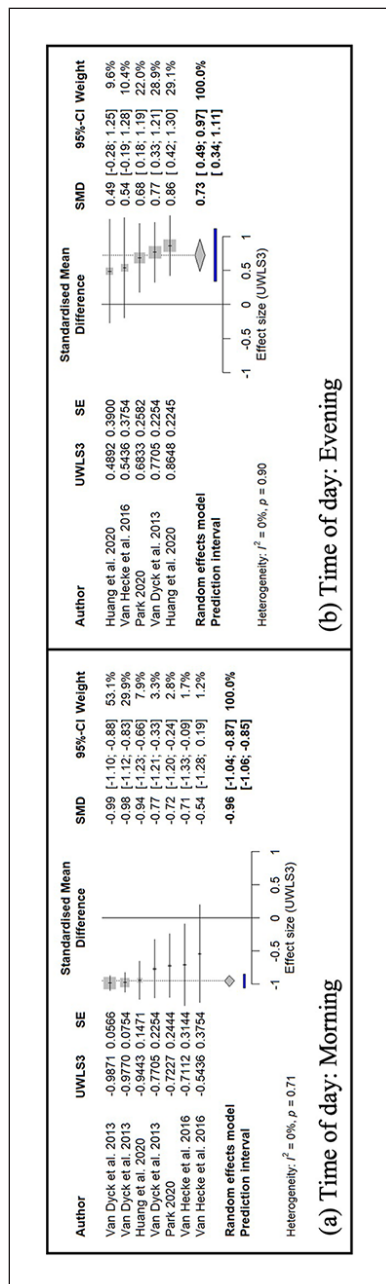 Standardised Mean
Author UWLS3 SE Difference SMD 95%-CI Weight
Van Dyck et al. 2013 -0.9871 0.0566 -0.99 [-1.10; -0.88] 53.1%
Van Dyck et al. 2013 -0.9770 0.0754 -0.98 [-1.12; -0.83] 29.9%
Huang et al. 2020 -0.9443 0.1471 -0.94 [-1.23; -0.66] 7.9%
Van Dyck et al. 2013 -0.7705 0.2254 -0.77 [-1.21; -0.33] 3.3%
Park 2020 -0.7227 0.2444 -0.72 [-1.20; -0.24] 2.8%
Van Hecke et al. 2016 -0.7112 0.3144 -0.71 [-1.33; -0.09] 1.7%
Van Hecke et al. 2016 -0.5436 0.3754 -0.54 [-1.28; 0.19] 1.2%
Random effects model -0.96 [-1.04; -0.87] 100.0%
Prediction interval [-1.06; -0.85]
-1 -0.5 0 0.5 1
Heterogeneity: I² = 0%, p = 0.71 Effect size (UWLS3)
(a) Time of day: Morning
Standardised Mean
Author UWLS3 SE Difference SMD 95%-CI Weight
Huang et al. 2020 0.4892 0.3900 0.49 [-0.28; 1.25] 9.6%
Van Hecke et al. 2016 0.5436 0.3754 0.54 [-0.19; 1.28] 10.4%
Park 2020 0.6833 0.2582 0.68 [ 0.18; 1.19] 22.0%
Van Dyck et al. 2013 0.7705 0.2254 0.77 [ 0.33; 1.21] 28.9%
Huang et al. 2020 0.8648 0.2245 0.86 [ 0.42; 1.30] 29.1%
Random effects model 0.73 [ 0.49; 0.97] 100.0%
Prediction interval [ 0.34; 1.11]
-1 -0.5 0 0.5 1
Heterogeneity: I² = 0%, p = 0.90 Effect size (UWLS3)
(b) Time of day: Evening